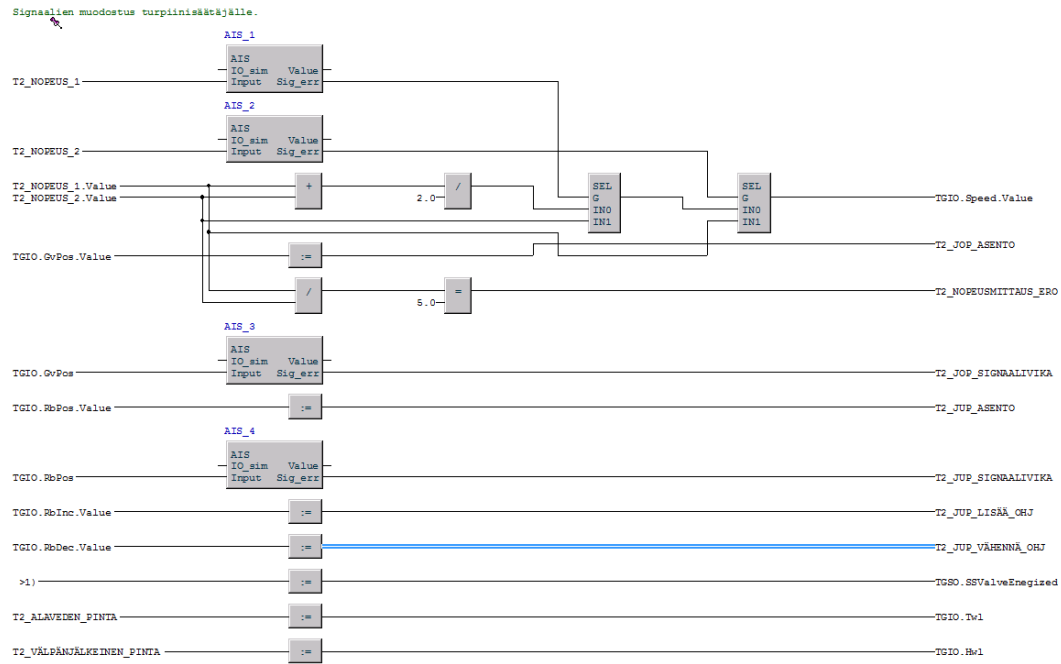 Signaalien muodostus turpiinisäätäjälle.
AIS_1
AIS
IO_sim Value
T2_NOPEUS_1 Input Sig_err
AIS_2
AIS
IO_sim Value
T2_NOPEUS_2 Input Sig_err
T2_NOPEUS_1.Value + / SEL SEL
T2_NOPEUS_2.Value 2.0 G G TGIO.Speed.Value
IN0 IN0
IN1 IN1
T2_JOP_ASENTO
TGIO.GvPos.Value :=
/ = T2_NOPEUSMITTAUS_ERO
5.0
AIS_3
AIS
IO_sim Value
TGIO.GvPos Input Sig_err T2_JOP_SIGNAALIVIKA
TGIO.RbPos.Value := T2_JUP_ASENTO
AIS_4
AIS
IO_sim Value
TGIO.RbPos Input Sig_err T2_JUP_SIGNAALIVIKA
TGIO.RbInc.Value := T2_JUP_LISÄÄ_OHJ
TGIO.RbDec.Value := T2_JUP_VÄHENNÄ_OHJ
>1) := TGSO.SSValveEnegized
T2_ALAVEDEN_PINTA := TGIO.Twl
T2_VÄLPÄNJÄLKEINEN_PINTA := TGIO.Hwl